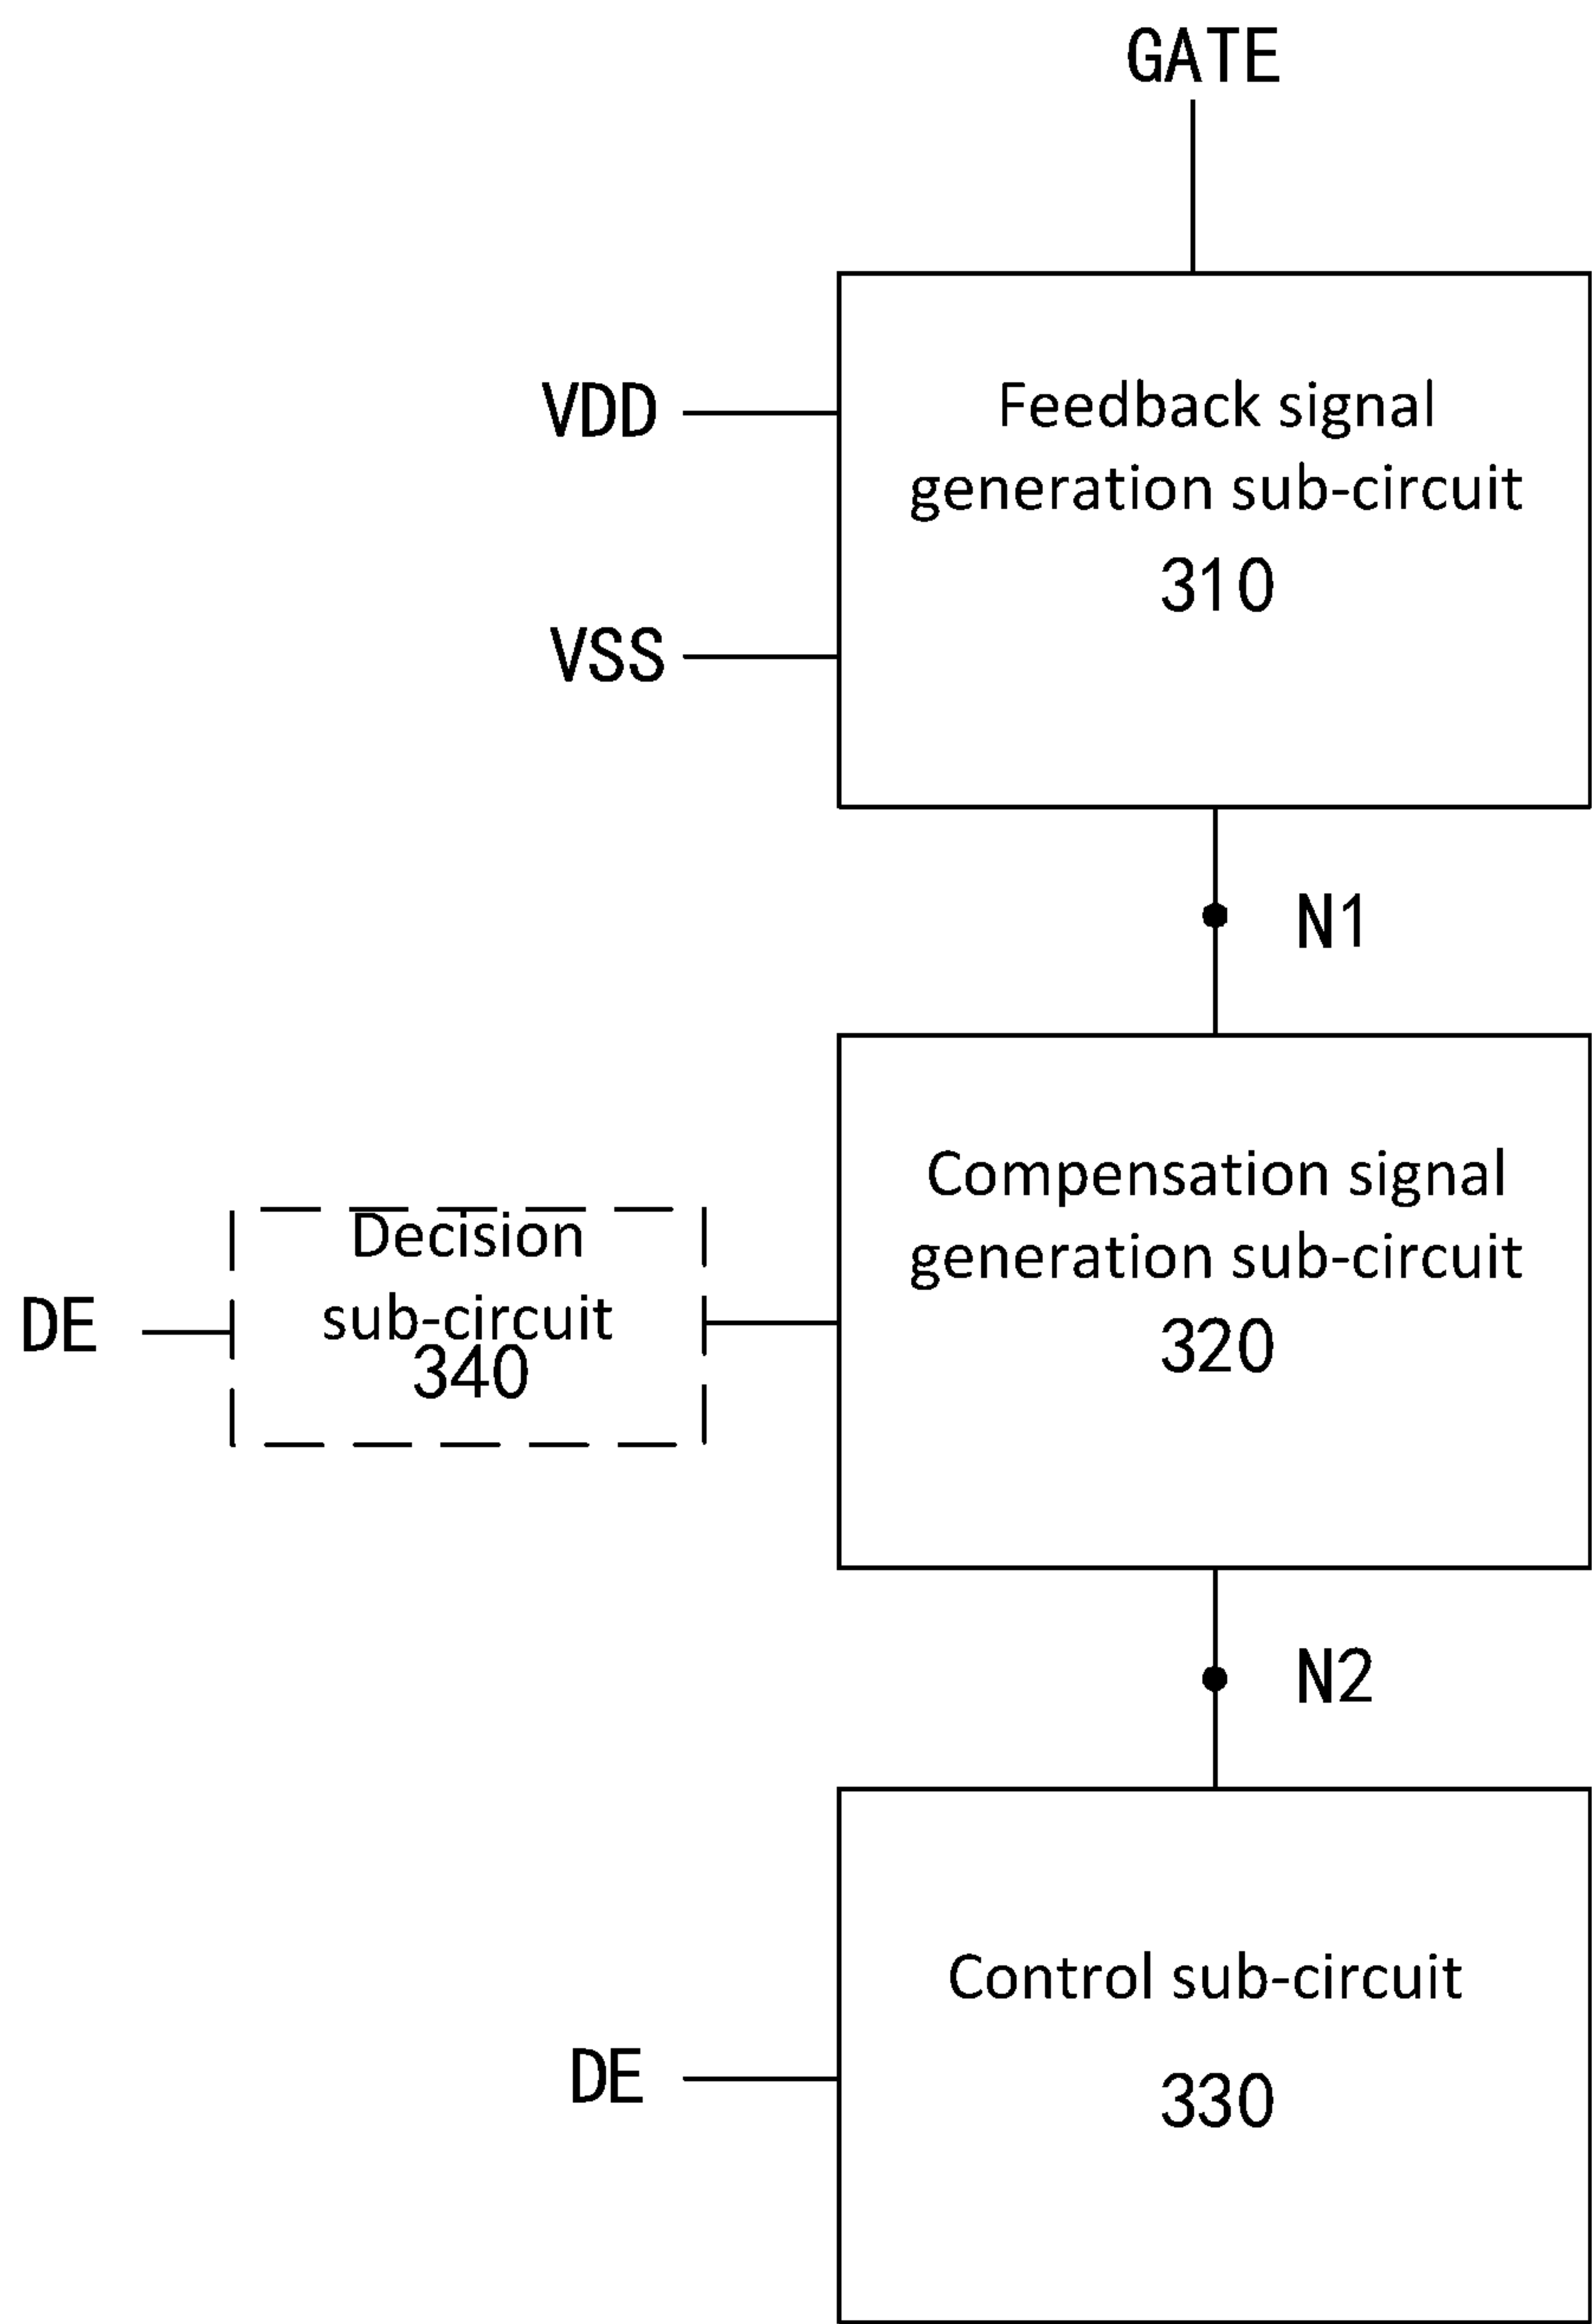 GATE
VDD
Feedback signal
generation sub-circuit
310
VSS
N1
Compensation signal
generation sub-circuit
320
DE
Decision
sub-circuit
340
N2
Control sub-circuit
DE
330